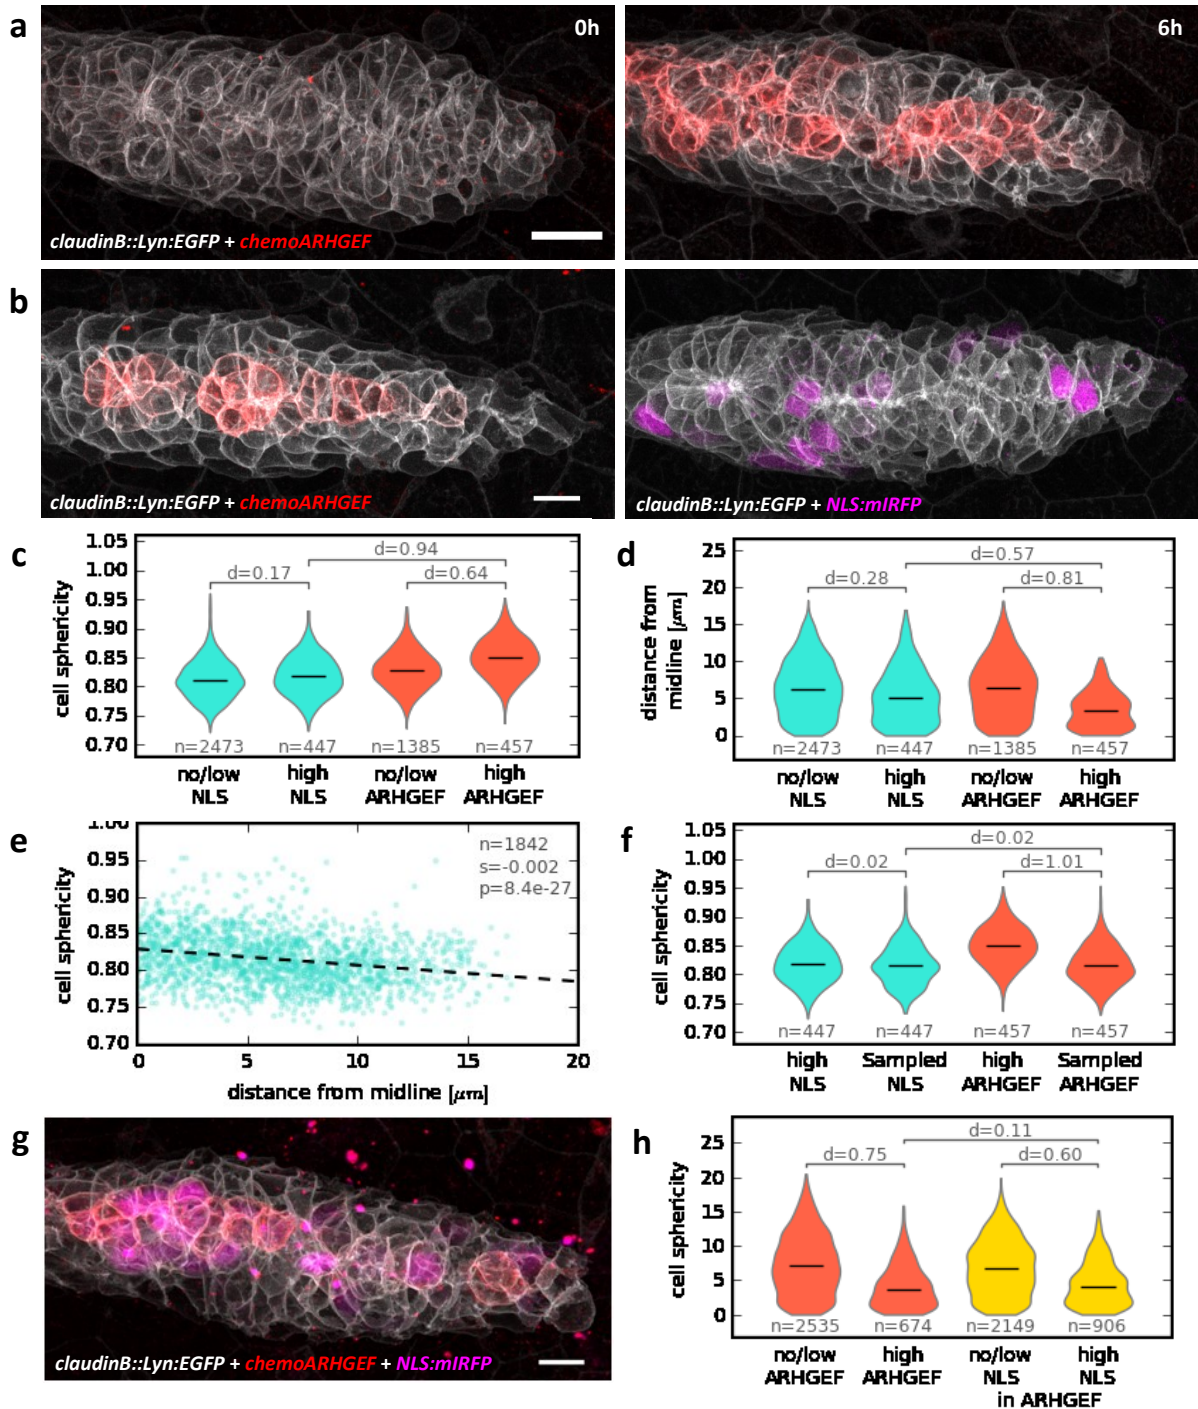 a
0h
6h
claudinB::Lyn:EGFP + chemoARHGEF
b
claudinB::Lyn:EGFP + chemoARHGEF
claudinB::Lyn:EGFP + NLS:mIRFP
c
cell sphericity
1.05
1.00
0.95
0.90
0.85
0.80
0.75
0.70
d=0.94
d=0.17
d=0.64
n=2473
n=447
n=1385
n=457
no/low NLS
high NLS
no/low ARHGEF
high ARHGEF
d
distance from
midline [μm]
25
20
15
10
5
0
d=0.57
d=0.28
d=0.81
n=2473
n=447
n=1385
n=457
no/low NLS
high NLS
no/low ARHGEF
high ARHGEF
e
cell sphericity
1.00
0.95
0.90
0.85
0.80
0.75
0.70
n=1842
s=-0.002
p=8.4e-27
0
5
10
15
20
distance from midline [μm]
f
cell sphericity
1.05
1.00
0.95
0.90
0.85
0.80
0.75
0.70
d=0.02
d=0.02
d=1.01
n=447
n=447
n=457
n=457
high NLS
Sampled NLS
high ARHGEF
Sampled ARHGEF
g
claudinB::Lyn:EGFP + chemoARHGEF + NLS:mIRFP
h
cell sphericity
25
20
15
10
5
0
d=0.11
d=0.75
d=0.60
n=2535
n=674
n=2149
n=906
no/low ARHGEF
high ARHGEF
no/low NLS
high NLS
in ARHGEF